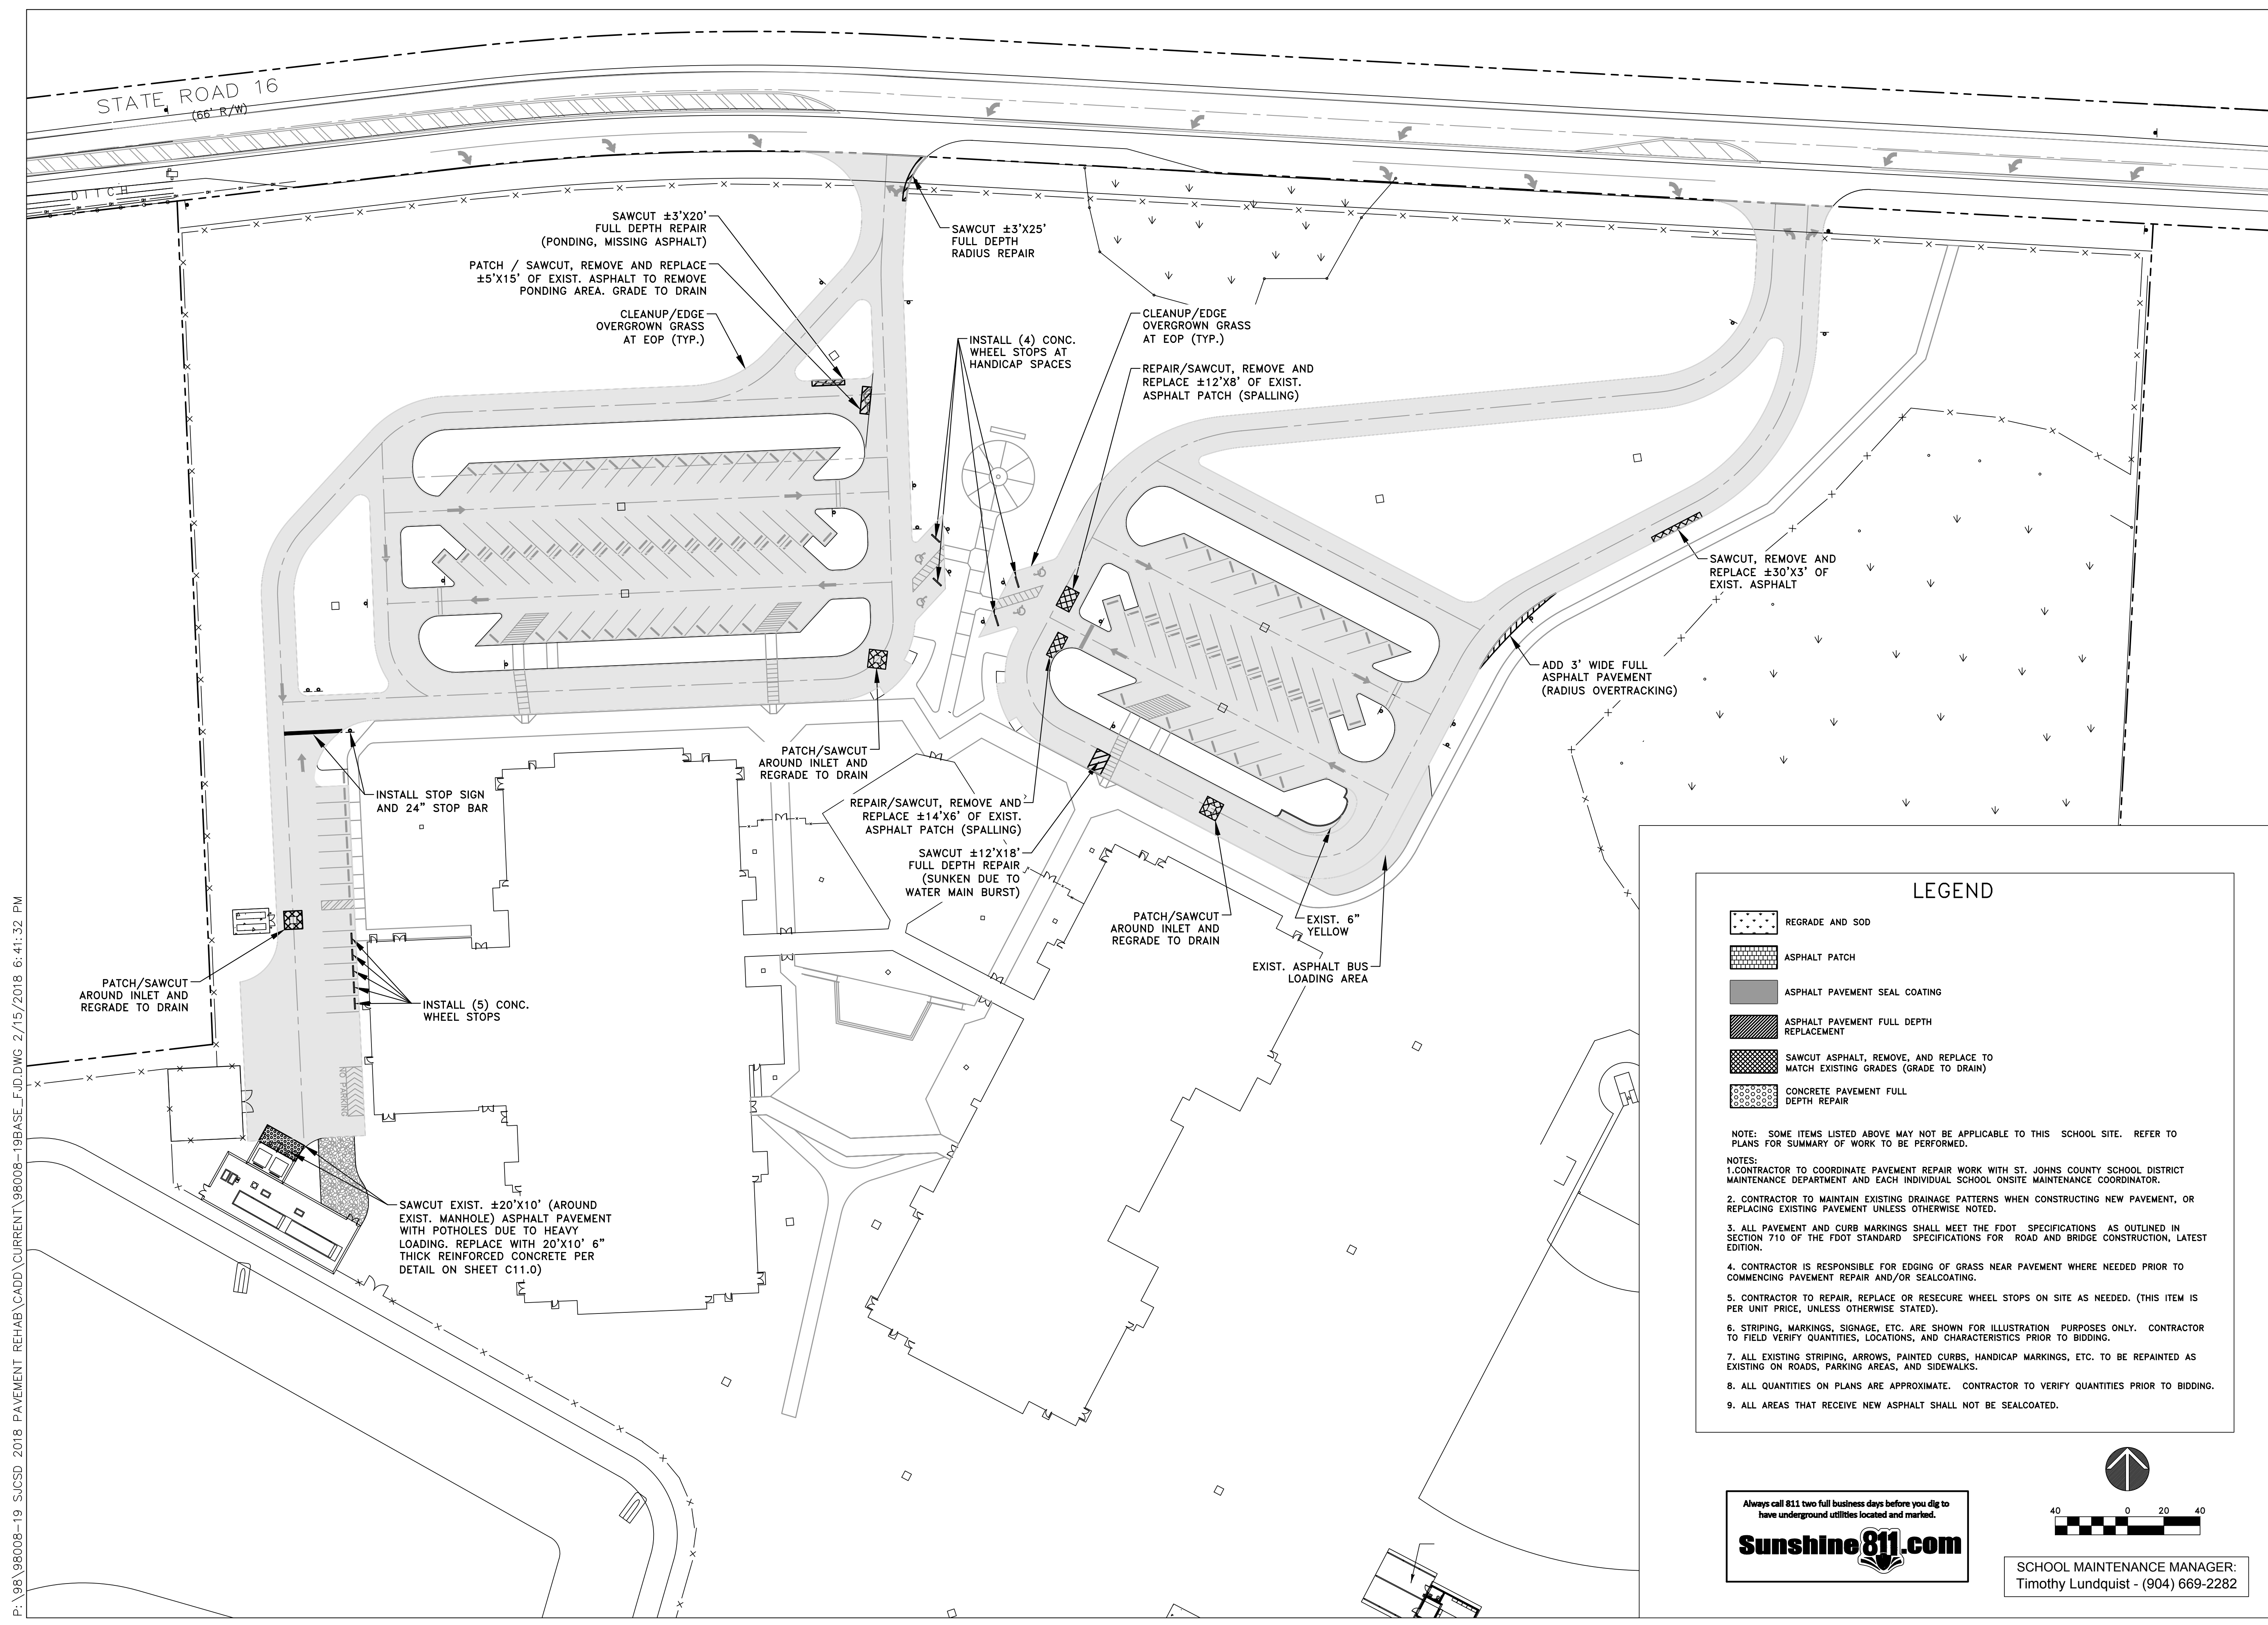 STATE ROAD 16
(66' R/W)
DITCH
SAWCUT ±3'X20'
FULL DEPTH REPAIR
(PONDING, MISSING ASPHALT)
PATCH / SAWCUT, REMOVE AND REPLACE
±5'X15' OF EXIST. ASPHALT TO REMOVE
PONDING AREA. GRADE TO DRAIN
CLEANUP/EDGE
OVERGROWN GRASS
AT EOP (TYP.)
SAWCUT ±3'X25'
FULL DEPTH
RADIUS REPAIR
INSTALL (4) CONC.
WHEEL STOPS AT
HANDICAP SPACES
CLEANUP/EDGE
OVERGROWN GRASS
AT EOP (TYP.)
REPAIR/SAWCUT, REMOVE AND
REPLACE ±12'X8' OF EXIST.
ASPHALT PATCH (SPALLING)
SAWCUT, REMOVE AND
REPLACE ±30'X3' OF
EXIST. ASPHALT
ADD 3' WIDE FULL
ASPHALT PAVEMENT
(RADIUS OVERTRACKING)
PATCH/SAWCUT
AROUND INLET AND
REGRADE TO DRAIN
INSTALL STOP SIGN
AND 24" STOP BAR
REPAIR/SAWCUT, REMOVE AND
REPLACE ±14'X6' OF EXIST.
ASPHALT PATCH (SPALLING)
SAWCUT ±12'X18'
FULL DEPTH REPAIR
(SUNKEN DUE TO
WATER MAIN BURST)
PATCH/SAWCUT
AROUND INLET AND
REGRADE TO DRAIN
EXIST. 6"
YELLOW
EXIST. ASPHALT BUS
LOADING AREA
PATCH/SAWCUT
AROUND INLET AND
REGRADE TO DRAIN
INSTALL (5) CONC.
WHEEL STOPS
NO PARKING
SAWCUT EXIST. ±20'X10' (AROUND
EXIST. MANHOLE) ASPHALT PAVEMENT
WITH POTHOLES DUE TO HEAVY
LOADING. REPLACE WITH 20'X10' 6"
THICK REINFORCED CONCRETE PER
DETAIL ON SHEET C11.0)
P:\98\98008-19 SJCSD 2018 PAVEMENT REHAB\CADD\CURRENT\98008-19BASE_FJD.DWG 2/15/2018 6:41:32 PM
LEGEND
REGRADE AND SOD
ASPHALT PATCH
ASPHALT PAVEMENT SEAL COATING
ASPHALT PAVEMENT FULL DEPTH
REPLACEMENT
SAWCUT ASPHALT, REMOVE, AND REPLACE TO
MATCH EXISTING GRADES (GRADE TO DRAIN)
CONCRETE PAVEMENT FULL
DEPTH REPAIR
NOTE: SOME ITEMS LISTED ABOVE MAY NOT BE APPLICABLE TO THIS SCHOOL SITE. REFER TO
PLANS FOR SUMMARY OF WORK TO BE PERFORMED.
NOTES:
1.CONTRACTOR TO COORDINATE PAVEMENT REPAIR WORK WITH ST. JOHNS COUNTY SCHOOL DISTRICT
MAINTENANCE DEPARTMENT AND EACH INDIVIDUAL SCHOOL ONSITE MAINTENANCE COORDINATOR.
2. CONTRACTOR TO MAINTAIN EXISTING DRAINAGE PATTERNS WHEN CONSTRUCTING NEW PAVEMENT, OR
REPLACING EXISTING PAVEMENT UNLESS OTHERWISE NOTED.
3. ALL PAVEMENT AND CURB MARKINGS SHALL MEET THE FDOT SPECIFICATIONS AS OUTLINED IN
SECTION 710 OF THE FDOT STANDARD SPECIFICATIONS FOR ROAD AND BRIDGE CONSTRUCTION, LATEST
EDITION.
4. CONTRACTOR IS RESPONSIBLE FOR EDGING OF GRASS NEAR PAVEMENT WHERE NEEDED PRIOR TO
COMMENCING PAVEMENT REPAIR AND/OR SEALCOATING.
5. CONTRACTOR TO REPAIR, REPLACE OR RESECURE WHEEL STOPS ON SITE AS NEEDED. (THIS ITEM IS
PER UNIT PRICE, UNLESS OTHERWISE STATED).
6. STRIPING, MARKINGS, SIGNAGE, ETC. ARE SHOWN FOR ILLUSTRATION PURPOSES ONLY. CONTRACTOR
TO FIELD VERIFY QUANTITIES, LOCATIONS, AND CHARACTERISTICS PRIOR TO BIDDING.
7. ALL EXISTING STRIPING, ARROWS, PAINTED CURBS, HANDICAP MARKINGS, ETC. TO BE REPAINTED AS
EXISTING ON ROADS, PARKING AREAS, AND SIDEWALKS.
8. ALL QUANTITIES ON PLANS ARE APPROXIMATE. CONTRACTOR TO VERIFY QUANTITIES PRIOR TO BIDDING.
9. ALL AREAS THAT RECEIVE NEW ASPHALT SHALL NOT BE SEALCOATED.
Always call 811 two full business days before you dig to
have underground utilities located and marked.
Sunshine811.com
40 0 20 40
SCHOOL MAINTENANCE MANAGER:
Timothy Lundquist - (904) 669-2282